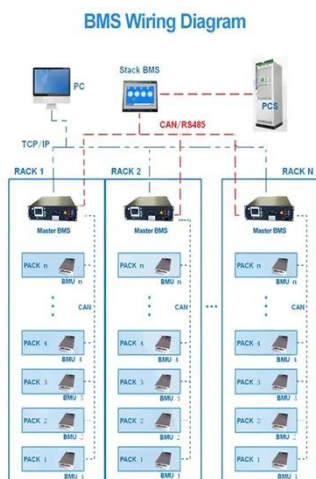 BMS Wiring Diagram
Stack BMS
PC
PCS
CAN/RS485
TCP/IP
RACK 1
RACK 2
RACK N
Master BMS
Master BMS
Master BMS
PACK n
PACK n
PACK n
BMU n
BMU n
BMU n
CAN
CAN
CAN
PACK 4
PACK 4
PACK 4
BMU 4
BMU 4
BMU 4
PACK 3
PACK 3
PACK 3
BMU 3
BMU 3
BMU 3
PACK 2
PACK 2
PACK 2
BMU 2
BMU 2
BMU 2
PACK 1
PACK 1
PACK 1
BMU 1
BMU 1
BMU 1